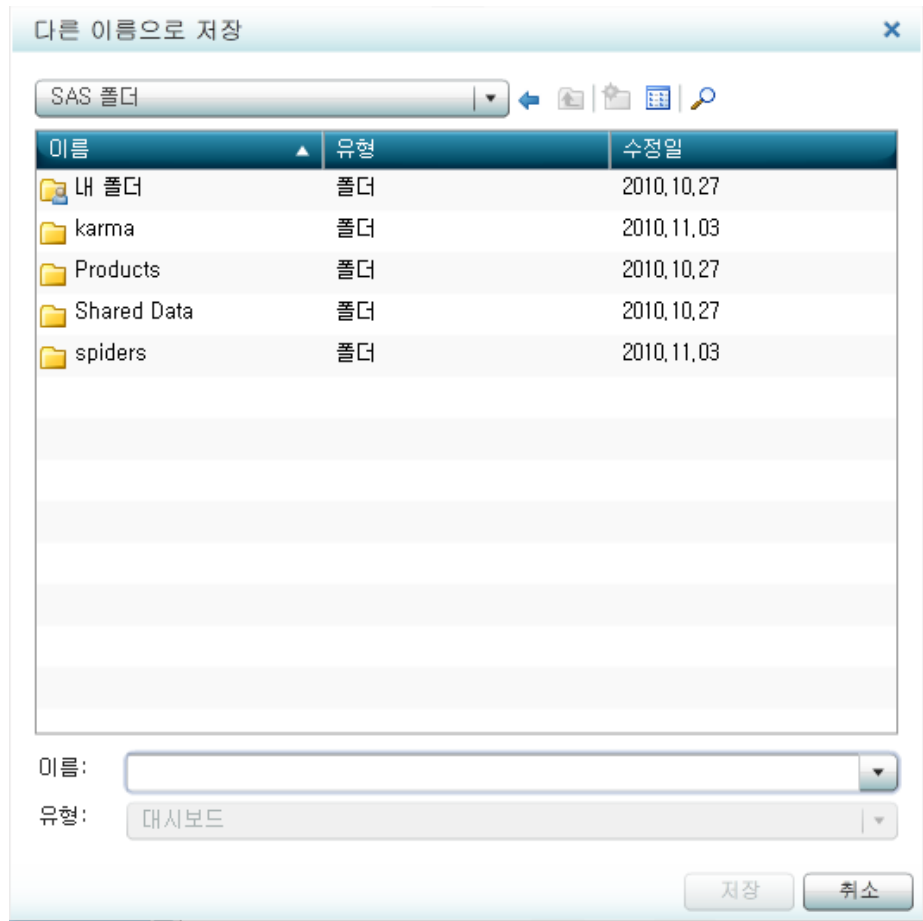 다른 이름으로 저장
SAS 폴더
이름 유형 수정일
내 폴더 폴더 2010.10.27
karma 폴더 2010.11.03
Products 폴더 2010.10.27
Shared Data 폴더 2010.10.27
spiders 폴더 2010.11.03
이름:
유형: 대시보드
저장 취소